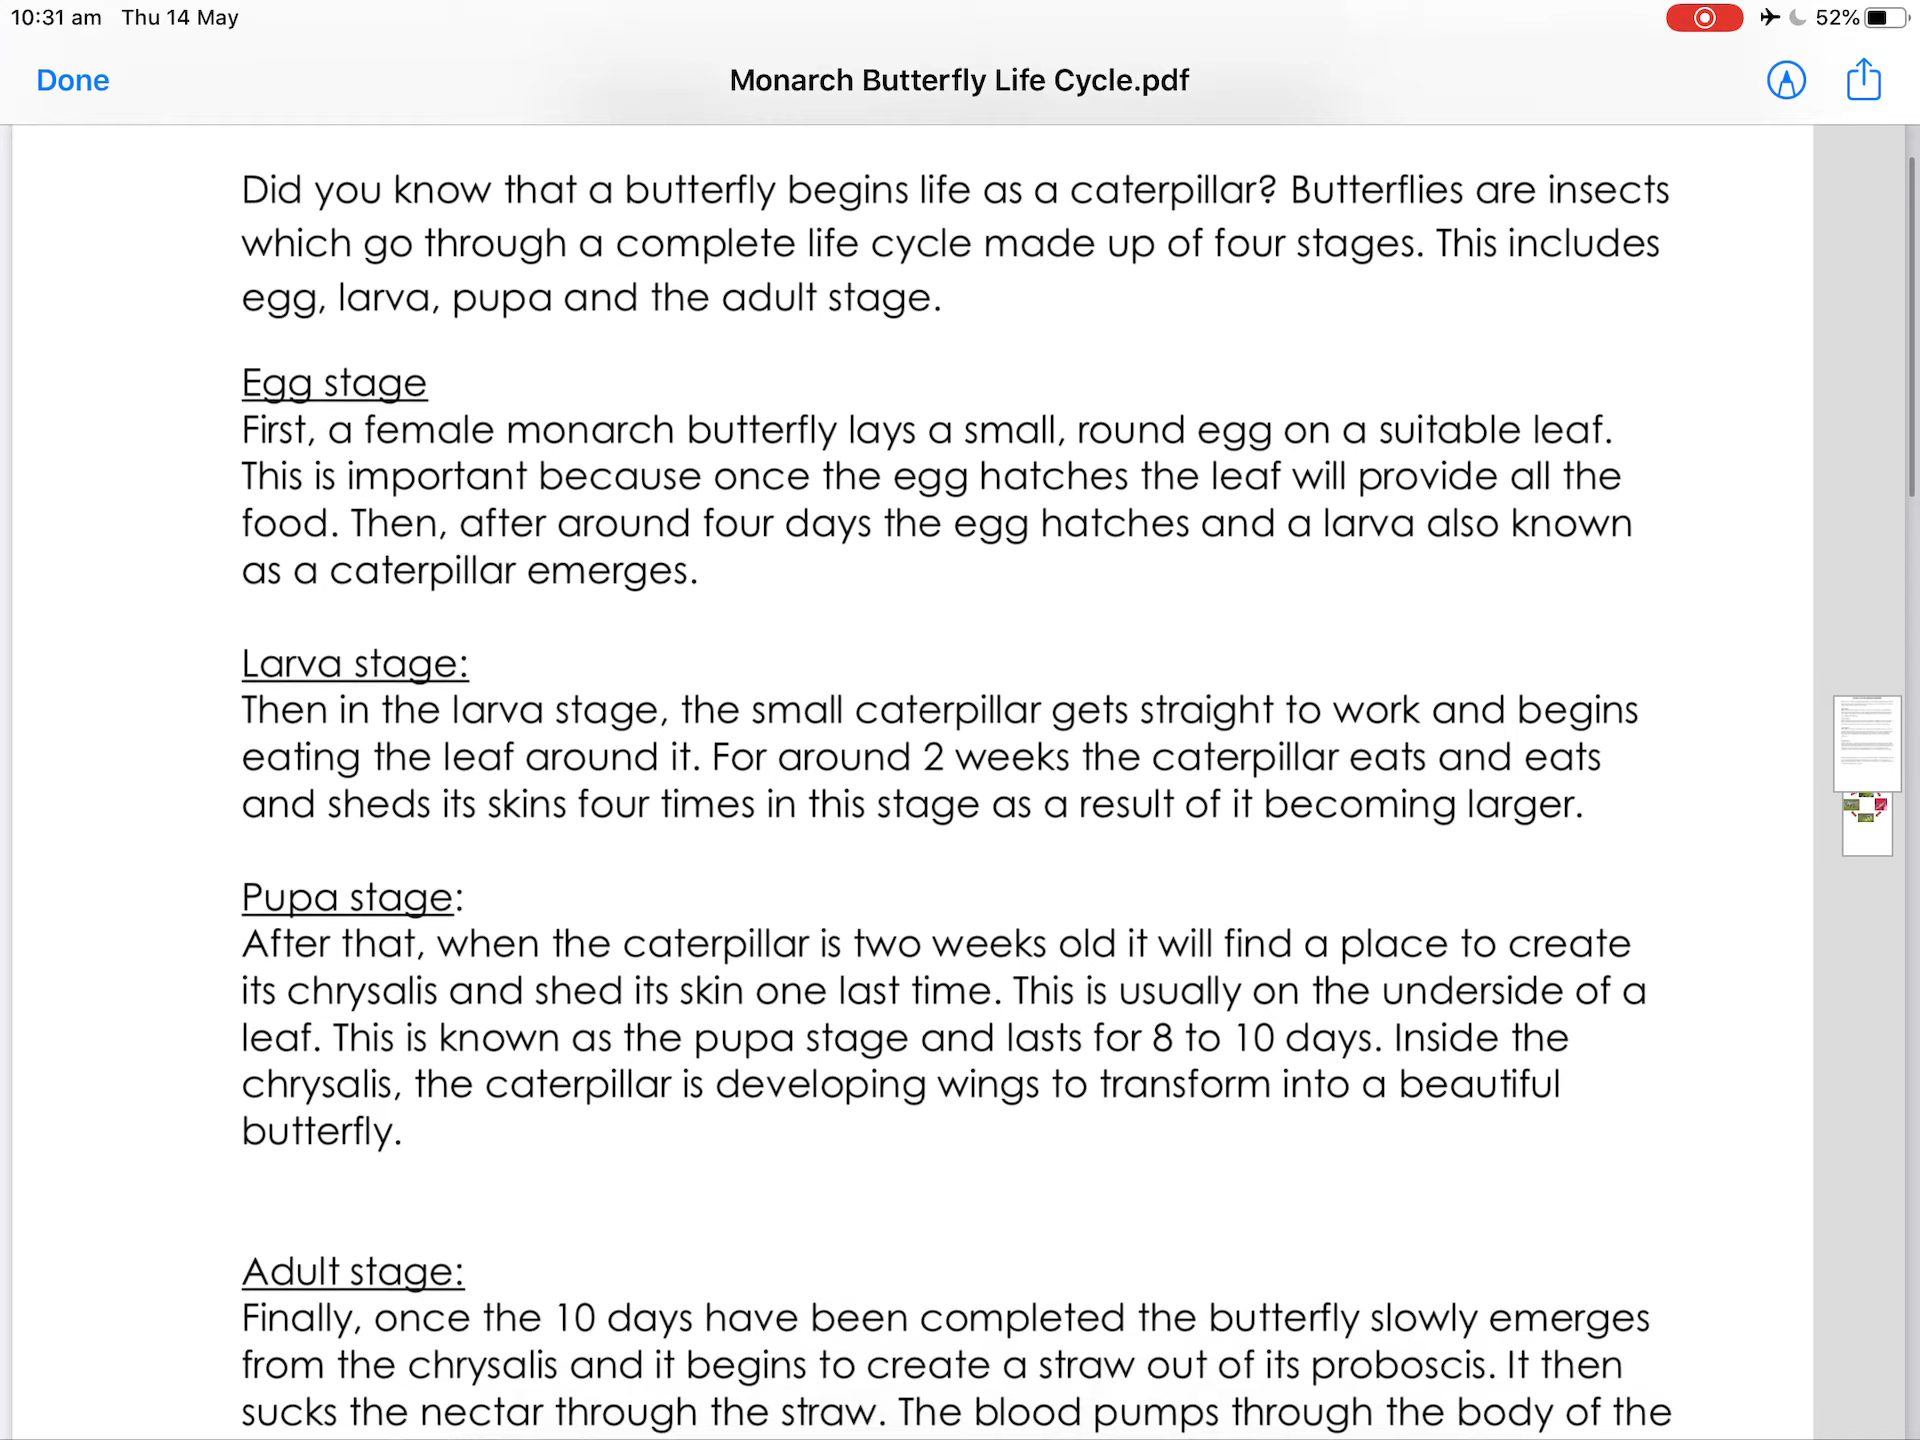 10:31 am Thu 14 May
52%
Done
Monarch Butterfly Life Cycle.pdf
Did you know that a butterfly begins life as a caterpillar? Butterflies are insects
which go through a complete life cycle made up of four stages. This includes
egg, larva, pupa and the adult stage.
Egg stage
First, a female monarch butterfly lays a small, round egg on a suitable leaf.
This is important because once the egg hatches the leaf will provide all the
food. Then, after around four days the egg hatches and a larva also known
as a caterpillar emerges.
Larva stage:
Then in the larva stage, the small caterpillar gets straight to work and begins
eating the leaf around it. For around 2 weeks the caterpillar eats and eats
and sheds its skins four times in this stage as a result of it becoming larger.
Pupa stage:
After that, when the caterpillar is two weeks old it will find a place to create
its chrysalis and shed its skin one last time. This is usually on the underside of a
leaf. This is known as the pupa stage and lasts for 8 to 10 days. Inside the
chrysalis, the caterpillar is developing wings to transform into a beautiful
butterfly.
Adult stage:
Finally, once the 10 days have been completed the butterfly slowly emerges
from the chrysalis and it begins to create a straw out of its proboscis. It then
sucks the nectar through the straw. The blood pumps through the body of the